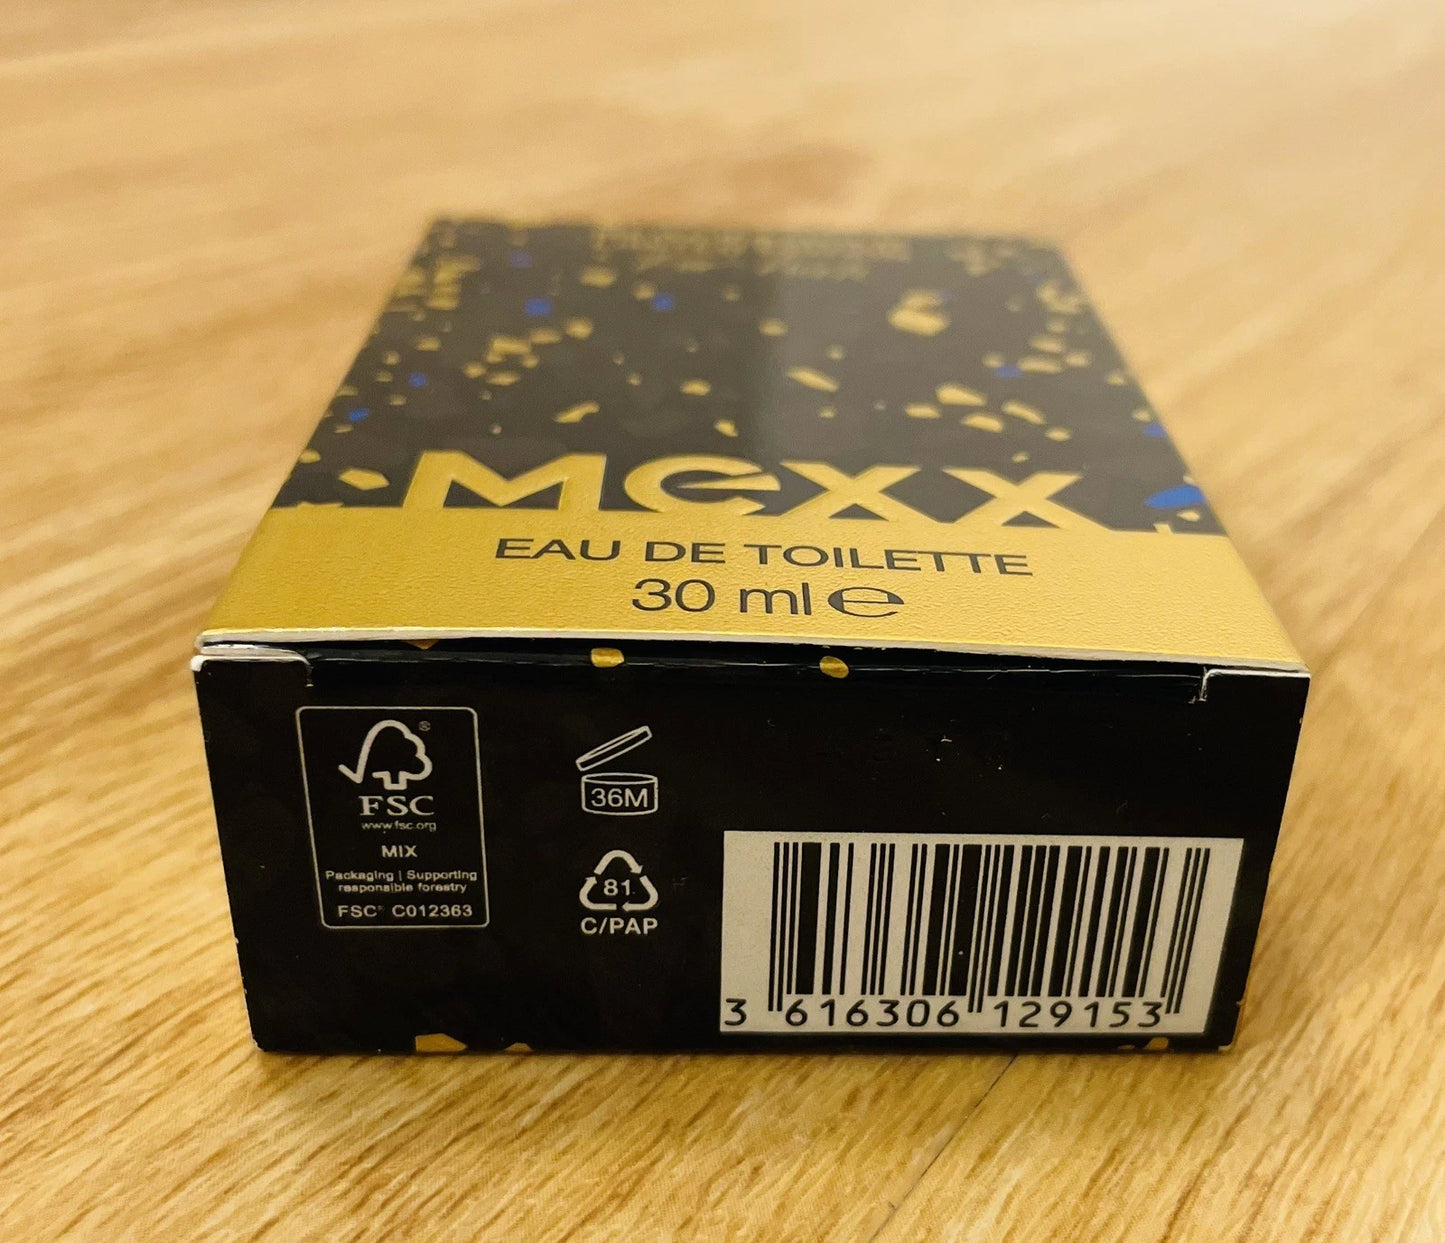 mexx
EAU DE TOILETTE
30 ml e
FSC ®
www.fsc.org
MIX
Packaging | Supporting
responsible forestry
FSC® C012363
36M
81
C/PAP
3 616306 129153